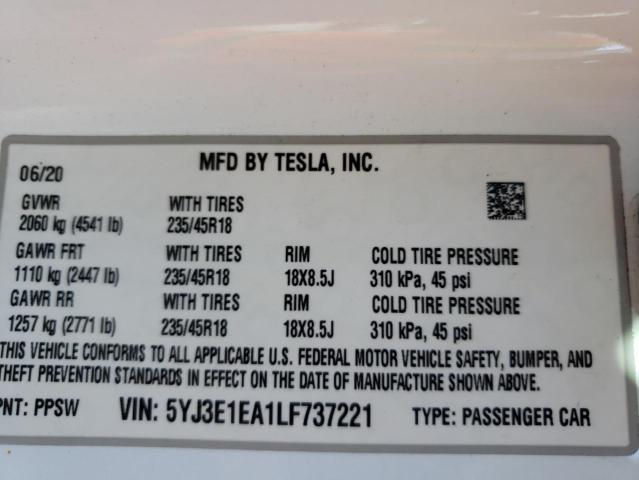 06/20 MFD BY TESLA, INC.
GVWR WITH TIRES
2060 kg (4541 lb) 235/45R18
GAWR FRT WITH TIRES RIM COLD TIRE PRESSURE
1110 kg (2447 lb) 235/45R18 18X8.5J 310 kPa, 45 psi
GAWR RR WITH TIRES RIM COLD TIRE PRESSURE
1257 kg (2771 lb) 235/45R18 18X8.5J 310 kPa, 45 psi
THIS VEHICLE CONFORMS TO ALL APPLICABLE U.S. FEDERAL MOTOR VEHICLE SAFETY, BUMPER, AND
THEFT PREVENTION STANDARDS IN EFFECT ON THE DATE OF MANUFACTURE SHOWN ABOVE.
PNT: PPSW VIN: 5YJ3E1EA1LF737221 TYPE: PASSENGER CAR